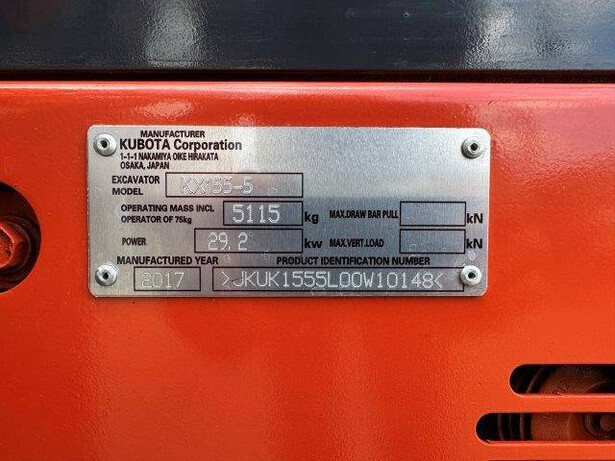 MANUFACTURER
KUBOTA Corporation
1-1-1 NAKAMIYA OIKE HIRAKATA
OSAKA, JAPAN
EXCAVATOR MODEL KX155-5
OPERATING MASS INCL OPERATOR OF 75kg 5115 kg MAX.DRAW BAR PULL kN
POWER 29.2 kw MAX.VERT.LOAD kN
MANUFACTURED YEAR PRODUCT IDENTIFICATION NUMBER
2017 >JKUK1555L00W10148<